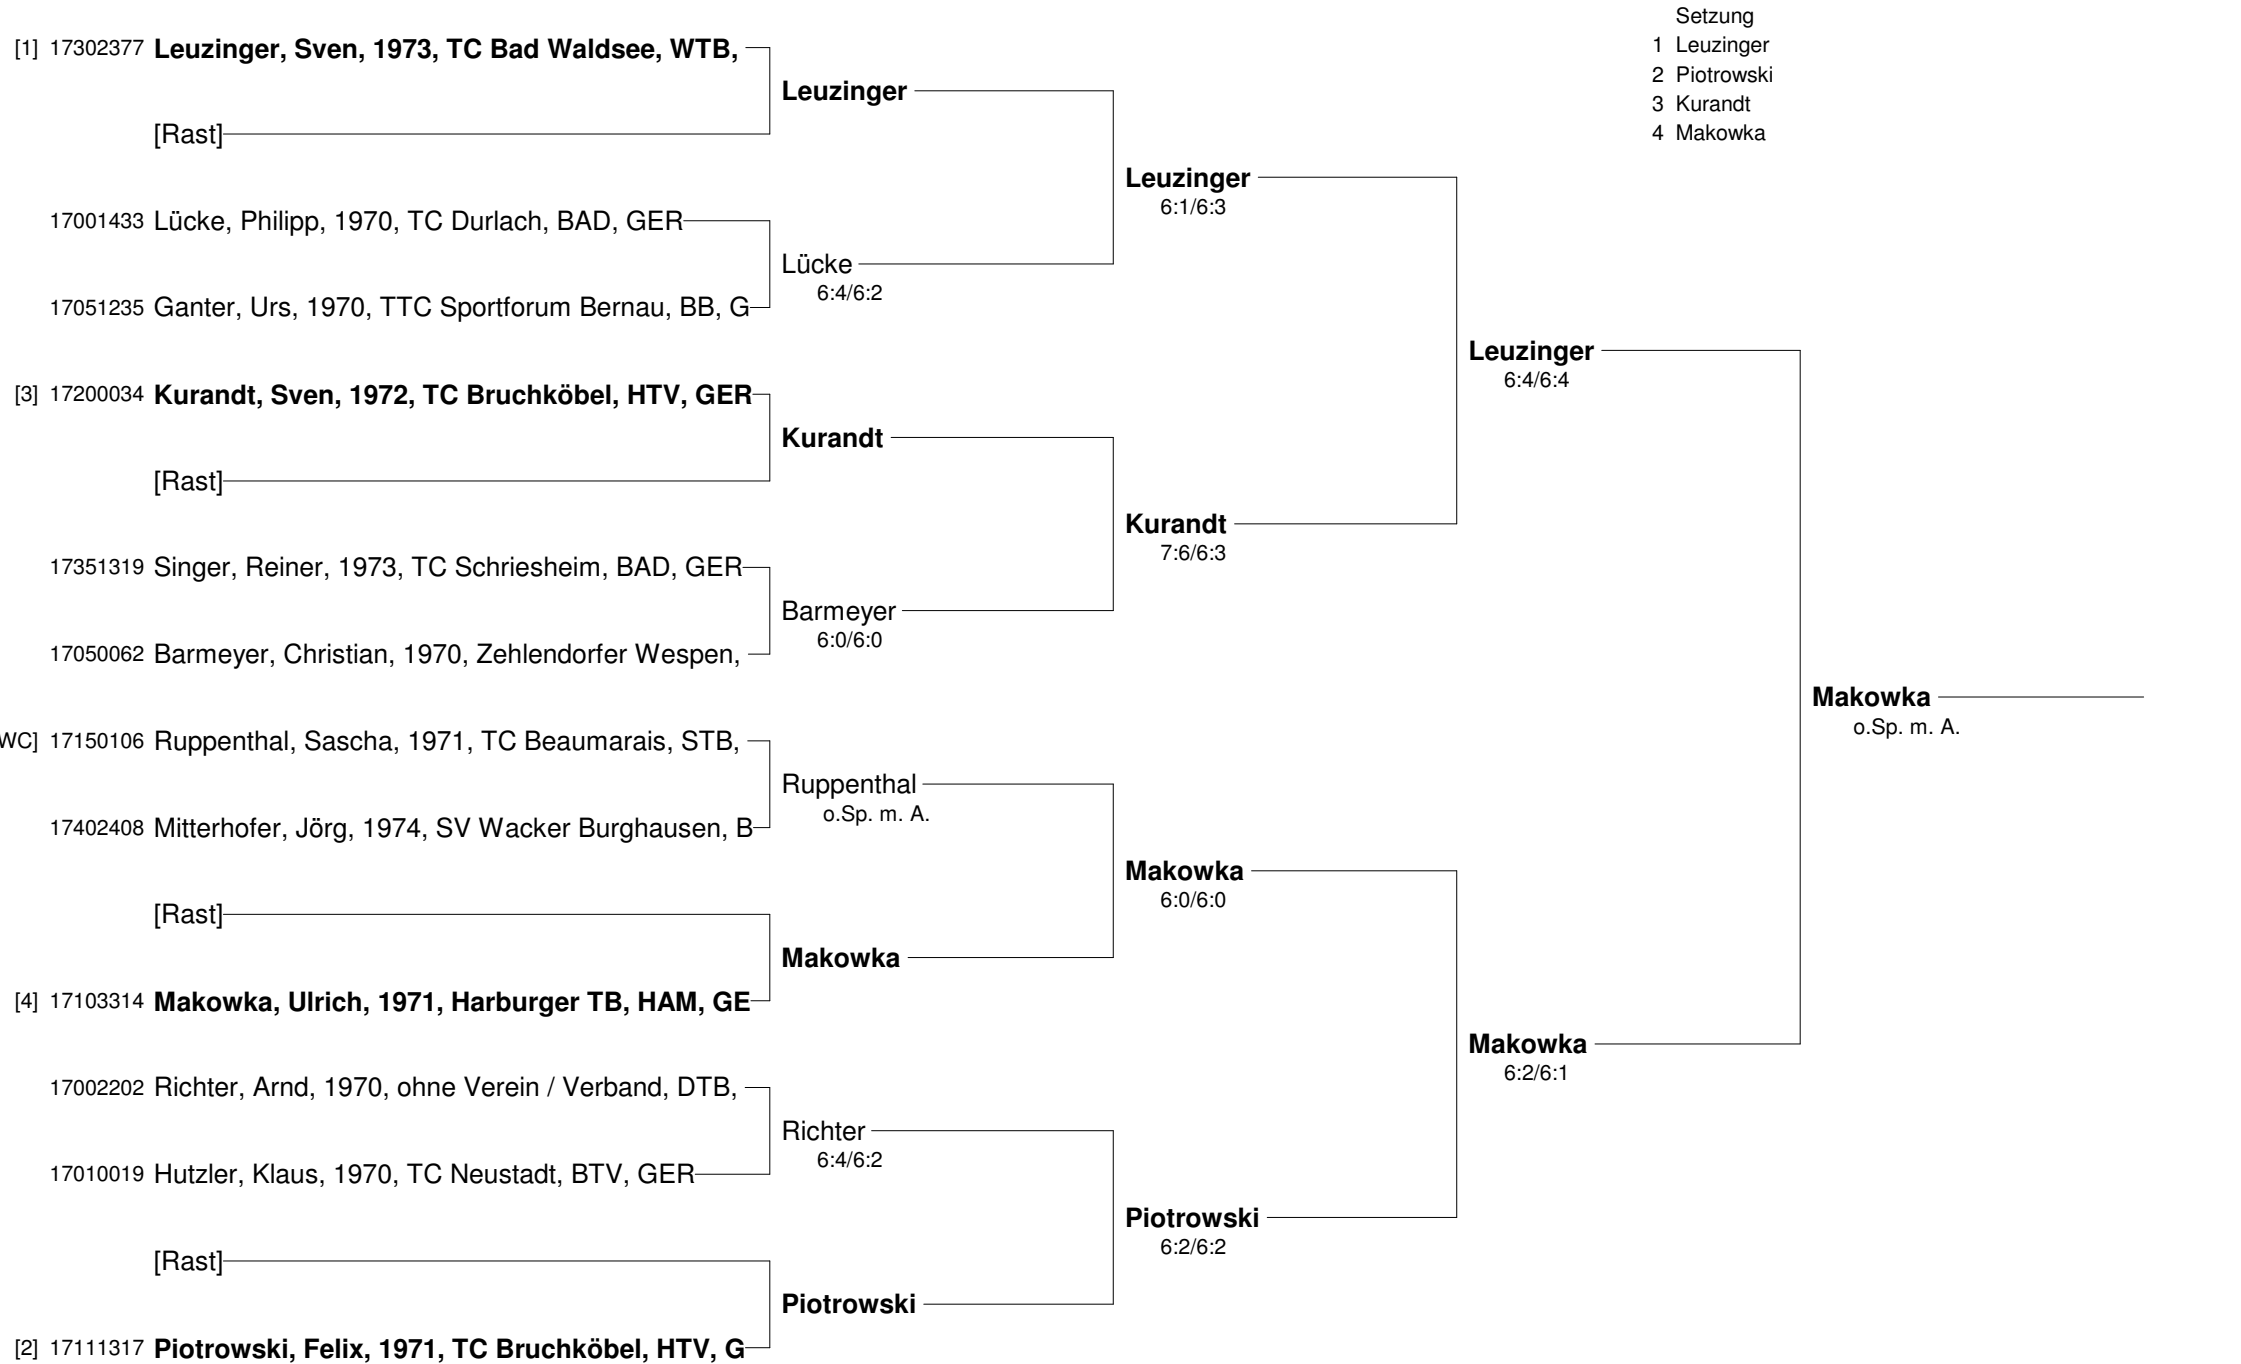 Setzung
1 Leuzinger
2 Piotrowski
3 Kurandt
4 Makowka
[1] 17302377 Leuzinger, Sven, 1973, TC Bad Waldsee, WTB,
Leuzinger
[Rast]
Leuzinger
6:1/6:3
17001433 Lücke, Philipp, 1970, TC Durlach, BAD, GER
Lücke
6:4/6:2
17051235 Ganter, Urs, 1970, TTC Sportforum Bernau, BB, G
Leuzinger
6:4/6:4
[3] 17200034 Kurandt, Sven, 1972, TC Bruchköbel, HTV, GER
Kurandt
[Rast]
Kurandt
7:6/6:3
17351319 Singer, Reiner, 1973, TC Schriesheim, BAD, GER
Barmeyer
6:0/6:0
17050062 Barmeyer, Christian, 1970, Zehlendorfer Wespen,
Makowka
o.Sp. m. A.
WC] 17150106 Ruppenthal, Sascha, 1971, TC Beaumarais, STB,
Ruppenthal
o.Sp. m. A.
17402408 Mitterhofer, Jörg, 1974, SV Wacker Burghausen, B
Makowka
6:0/6:0
[Rast]
Makowka
[4] 17103314 Makowka, Ulrich, 1971, Harburger TB, HAM, GE
Makowka
6:2/6:1
17002202 Richter, Arnd, 1970, ohne Verein / Verband, DTB,
Richter
6:4/6:2
17010019 Hutzler, Klaus, 1970, TC Neustadt, BTV, GER
Piotrowski
6:2/6:2
[Rast]
Piotrowski
[2] 17111317 Piotrowski, Felix, 1971, TC Bruchköbel, HTV, G